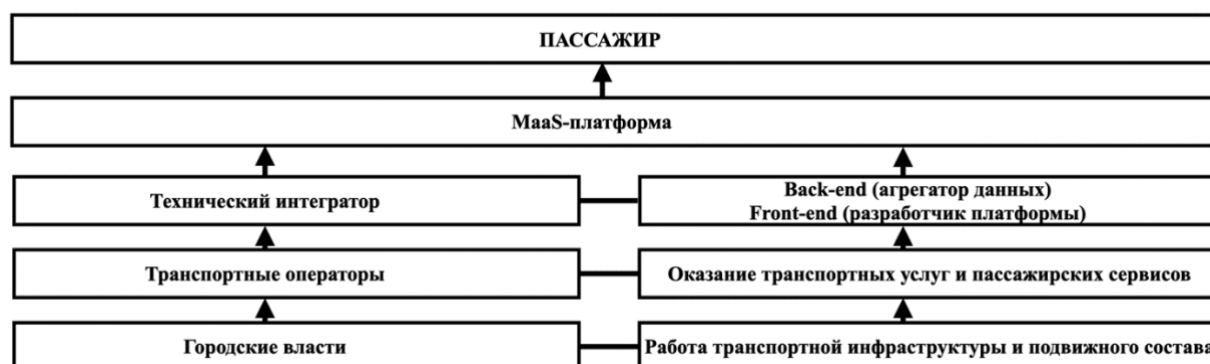 ПАССАЖИР
MaaS-платформа
Технический интегратор
Back-end (агрегатор данных)
Front-end (разработчик платформы)
Транспортные операторы
Оказание транспортных услуг и пассажирских сервисов
Городские власти
Работа транспортной инфраструктуры и подвижного состава